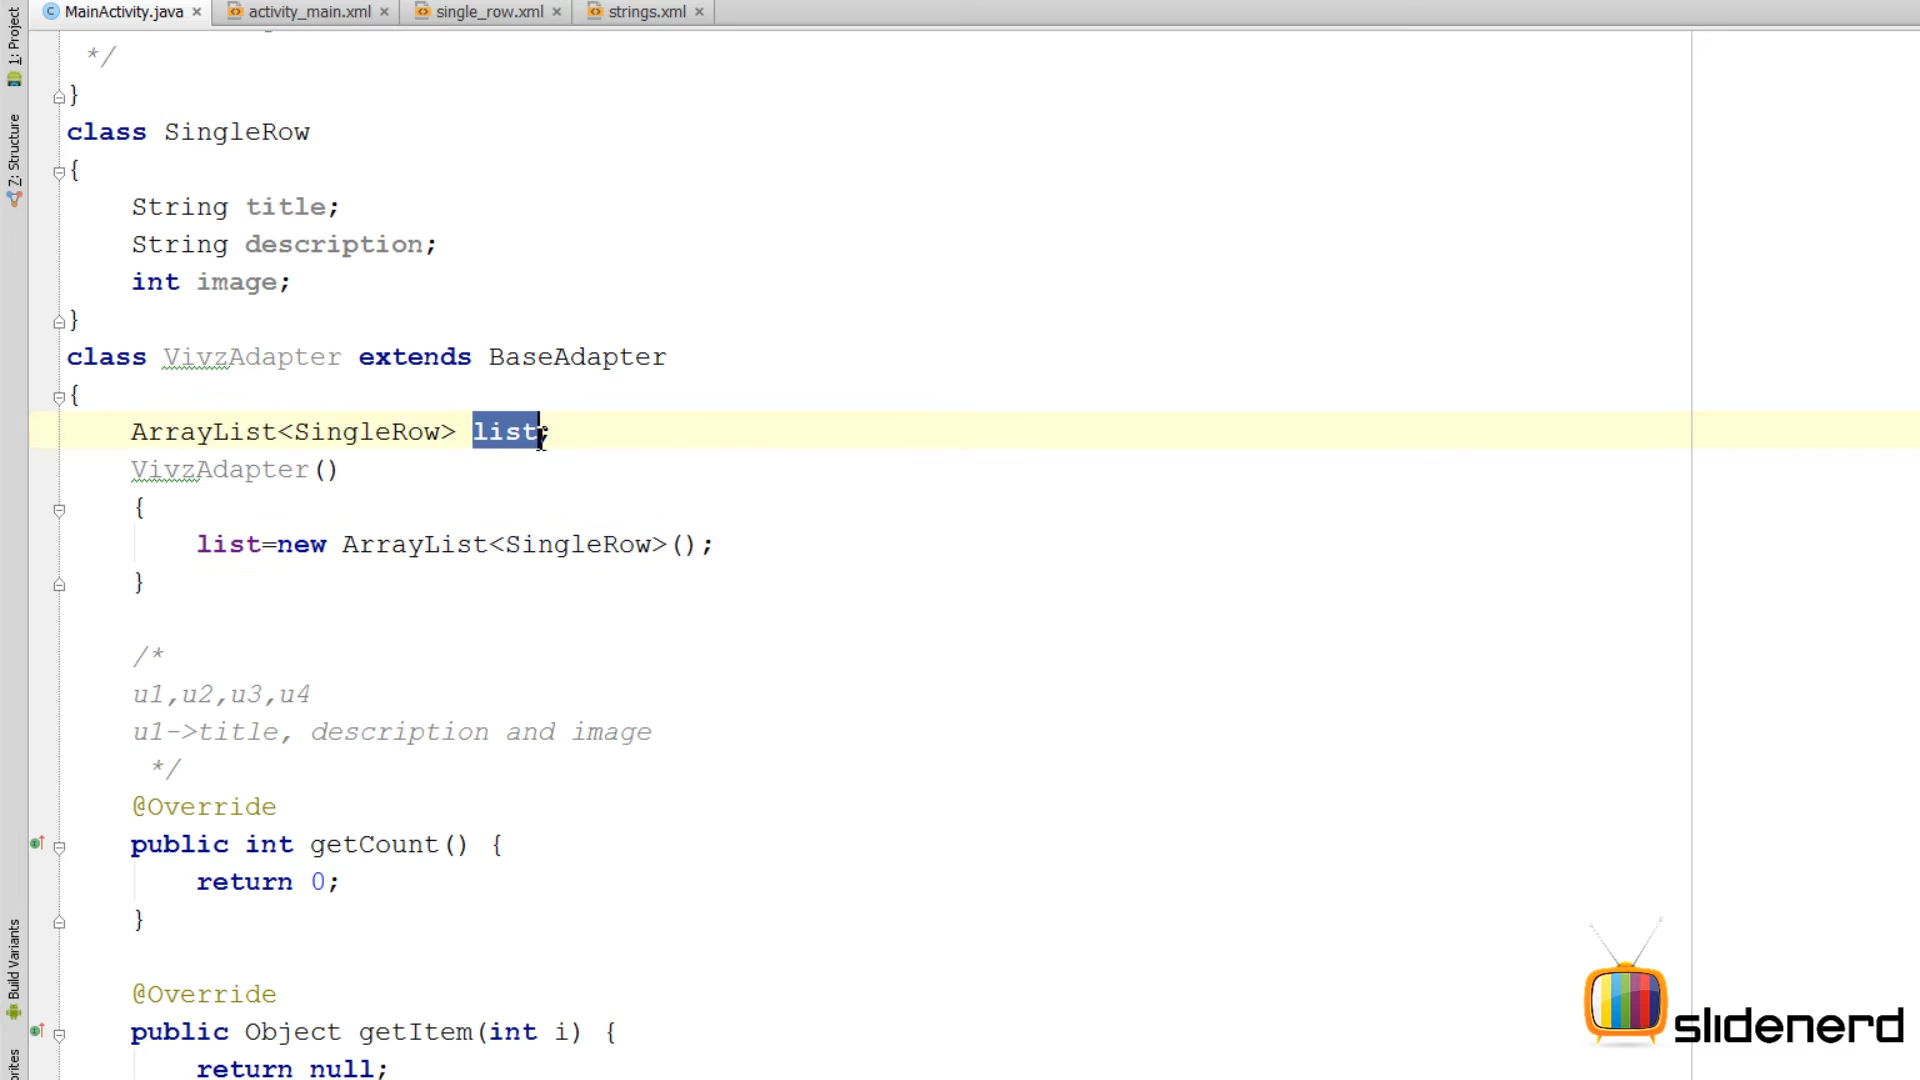 MainActivity.java × activity_main.xml × single_row.xml × strings.xml ×
1: Project
Z: Structure
Build Variants
*/
}
class SingleRow
{
String title;
String description;
int image;
}
class VivzAdapter extends BaseAdapter
{
ArrayList<SingleRow> list;
VivzAdapter()
{
list=new ArrayList<SingleRow>();
}
/*
u1,u2,u3,u4
u1->title, description and image
*/
@Override
public int getCount() {
return 0;
}
@Override
public Object getItem(int i) {
return null;
slidenerd